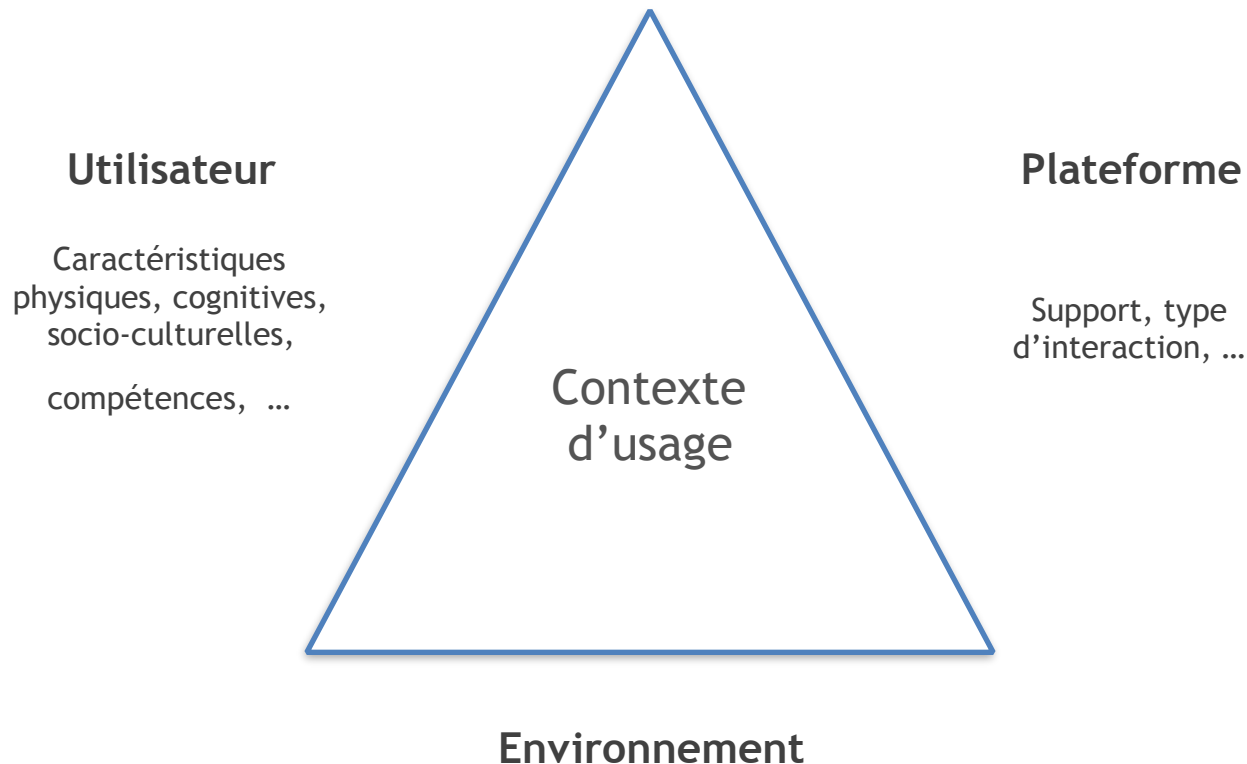 Utilisateur
Caractéristiques
physiques, cognitives,
socio-culturelles,
compétences, …
Contexte
d’usage
Plateforme
Support, type
d’interaction, …
Environnement